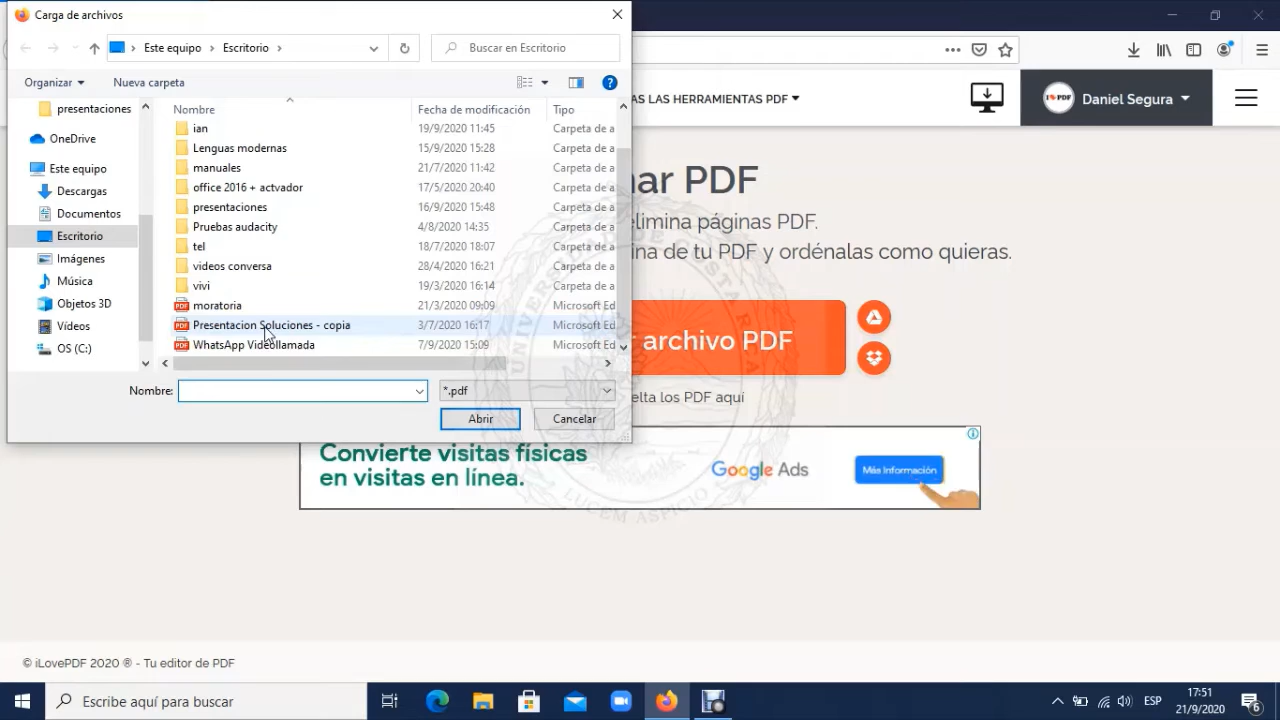 Carga de archivos
Este equipo > Escritorio >
Buscar en Escritorio
Organizar
Nueva carpeta
Nombre
Fecha de modificación
Tipo
presentaciones
OneDrive
Este equipo
Descargas
Documentos
Escritorio
Imágenes
Música
Objetos 3D
Vídeos
OS (C:)
ian 19/9/2020 11:45 Carpeta de a
Lenguas modernas 15/9/2020 15:28 Carpeta de a
manuales 21/7/2020 11:42 Carpeta de a
office 2016 + actvador 17/5/2020 20:40 Carpeta de a
presentaciones 16/9/2020 15:48 Carpeta de a
Pruebas audacity 4/8/2020 14:35 Carpeta de a
tel 18/7/2020 18:07 Carpeta de a
videos conversa 28/4/2020 16:21 Carpeta de a
vivi 19/3/2020 16:14 Carpeta de a
PDF moratoria 21/3/2020 09:09 Microsoft Ed
PDF Presentacion Soluciones - copia 3/7/2020 16:17 Microsoft Ed
PDF WhatsApp Videollamada 7/9/2020 15:09 Microsoft Ed
Nombre:
*.pdf
Abrir
Cancelar
AS LAS HERRAMIENTAS PDF
I PDF
Daniel Segura
nar PDF
elimina páginas PDF.
ina de tu PDF y ordénalas como quieras.
archivo PDF
elta los PDF aquí
Convierte visitas físicas
en visitas en línea.
Google Ads
Más Información
LUCEM ASPICIO
© iLovePDF 2020 ® - Tu editor de PDF
Escribe aquí para buscar
ESP
17:51
21/9/2020
6